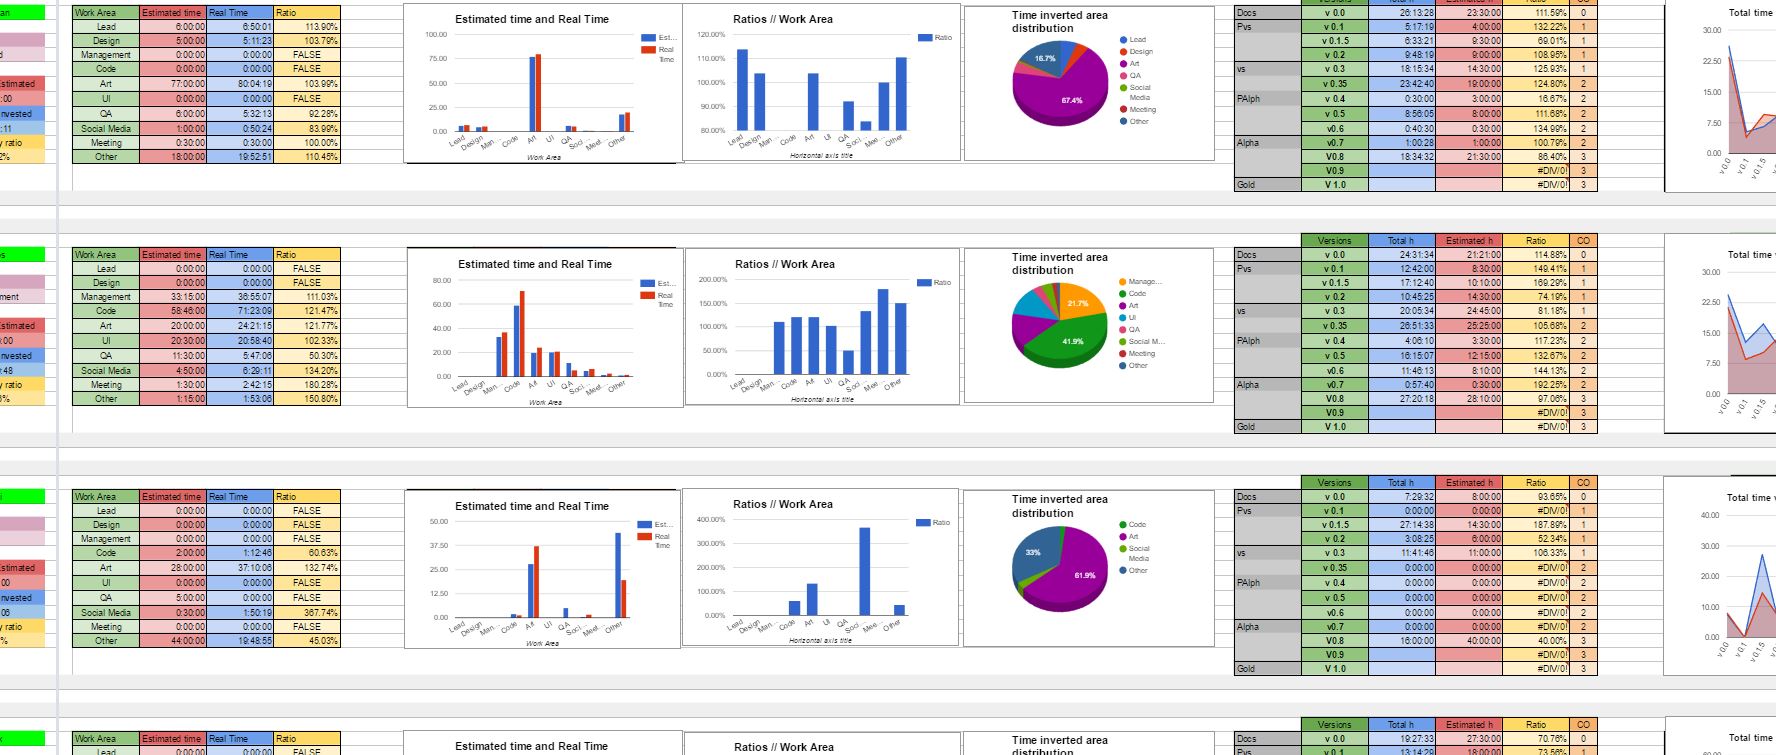 an
Work Area Estimated time Real Time Ratio
Lead 6:00:00 6:50:01 113.90%
Design 5:00:00 5:11:23 103.79%
Management 0:00:00 0:00:00 FALSE
Code 0:00:00 0:00:00 FALSE
Art 77:00:00 80:04:19 103.99%
UI 0:00:00 0:00:00 FALSE
QA 6:00:00 5:32:13 92.28%
Social Media 1:00:00 0:50:24 83.99%
Meeting 0:30:00 0:30:00 100.00%
Other 18:00:00 19:52:51 110.45%
Estimated time and Real Time
100.00
75.00
50.00
25.00
0.00
Est...
Real Time
Lead Design Man... Code Art UI QA Soci... Meet... Other
Work Area
Ratios // Work Area
120.00%
110.00%
100.00%
90.00%
80.00%
Ratio
Lead Design Man... Code Art UI QA Soci... Mee... Other
Horizontal axis title
Time inverted area
distribution
16.7%
67.4%
Lead
Design
Art
QA
Social
Media
Meeting
Other
Versions Total h Estimated h Ratio CO
Docs v 0.0 26:13:28 23:30:00 111.59% 0
Pvs v 0.1 5:17:19 4:00:00 132.22% 1
v 0.1.5 6:33:21 9:30:00 69.01% 1
v 0.2 9:48:19 9:00:00 108.95% 1
vs v 0.3 18:15:34 14:30:00 125.93% 1
v 0.35 23:42:40 19:00:00 124.80% 2
PAlph v 0.4 0:30:00 3:00:00 16.67% 2
v 0.5 8:56:05 8:00:00 111.68% 2
v0.6 0:40:30 0:30:00 134.99% 2
Alpha v0.7 1:00:28 1:00:00 100.79% 2
V0.8 18:34:32 21:30:00 86.40% 3
V0.9 #DIV/0! 3
Gold V 1.0 #DIV/0! 3
Total time
30.00
22.50
15.00
7.50
0.00
v 0.0 v 0.1 v 0.1.5 v 0.2
Work Area Estimated time Real Time Ratio
Lead 0:00:00 0:00:00 FALSE
Design 0:00:00 0:00:00 FALSE
Management 33:15:00 36:55:07 111.03%
Code 58:46:00 71:23:09 121.47%
Art 20:00:00 24:21:15 121.77%
UI 20:30:00 20:58:40 102.33%
QA 11:30:00 5:47:06 50.30%
Social Media 4:50:00 6:29:11 134.20%
Meeting 1:30:00 2:42:15 180.28%
Other 1:15:00 1:53:06 150.80%
Estimated time and Real Time
80.00
60.00
40.00
20.00
0.00
Est...
Real
Time
Lead Design Man... Code Art UI QA Soci... Meet... Other
Work Area
Ratios // Work Area
200.00%
150.00%
100.00%
50.00%
0.00%
Ratio
Lead Design Man... Code Art UI QA Soci... Mee... Other
Horizontal axis title
Time inverted area
distribution
21.7%
41.9%
Manage...
Code
Art
UI
QA
Social M...
Meeting
Other
Versions Total h Estimated h Ratio CO
Docs v 0.0 24:31:34 21:21:00 114.88% 0
Pvs v 0.1 12:42:00 8:30:00 149.41% 1
v 0.1.5 17:12:40 10:10:00 169.29% 1
v 0.2 10:45:25 14:30:00 74.19% 1
vs v 0.3 20:05:34 24:45:00 81.18% 1
v 0.35 26:51:33 25:25:00 105.68% 2
PAlph v 0.4 4:06:10 3:30:00 117.23% 2
v 0.5 16:15:07 12:15:00 132.67% 2
v0.6 11:46:13 8:10:00 144.13% 2
Alpha v0.7 0:57:40 0:30:00 192.25% 2
V0.8 27:20:18 28:10:00 97.06% 3
V0.9 #DIV/0! 3
Gold V 1.0 #DIV/0! 3
Total time
30.00
22.50
15.00
7.50
0.00
v 0.0 v 0.1 v 0.1.5 v 0.2
Work Area Estimated time Real Time Ratio
Lead 0:00:00 0:00:00 FALSE
Design 0:00:00 0:00:00 FALSE
Management 0:00:00 0:00:00 FALSE
Code 2:00:00 1:12:46 60.63%
Art 28:00:00 37:10:06 132.74%
UI 0:00:00 0:00:00 FALSE
QA 5:00:00 0:00:00 FALSE
Social Media 0:30:00 1:50:19 367.74%
Meeting 0:00:00 0:00:00 FALSE
Other 44:00:00 19:48:55 45.03%
Estimated time and Real Time
50.00
37.50
25.00
12.50
0.00
Est...
Real
Time
Lead Design Man... Code Art UI QA Soci... Meet... Other
Work Area
Ratios // Work Area
400.00%
300.00%
200.00%
100.00%
0.00%
Ratio
Lead Design Man... Code Art UI QA Soci... Mee... Other
Horizontal axis title
Time inverted area
distribution
33%
61.9%
Code
Art
Social
Media
Other
Versions Total h Estimated h Ratio CO
Docs v 0.0 7:29:32 8:00:00 93.65% 0
Pvs v 0.1 0:00:00 0:00:00 #DIV/0! 1
v 0.1.5 27:14:38 14:30:00 187.89% 1
v 0.2 3:08:25 6:00:00 52.34% 1
vs v 0.3 11:41:46 11:00:00 106.33% 1
v 0.35 0:00:00 0:00:00 #DIV/0! 2
PAlph v 0.4 0:00:00 0:00:00 #DIV/0! 2
v 0.5 0:00:00 0:00:00 #DIV/0! 2
v0.6 0:00:00 0:00:00 #DIV/0! 2
Alpha v0.7 0:00:00 0:00:00 #DIV/0! 2
V0.8 16:00:00 40:00:00 40.00% 3
V0.9 #DIV/0! 3
Gold V 1.0 #DIV/0! 3
Total time
40.00
30.00
20.00
10.00
0.00
v 0.0 v 0.1 v 0.15 v 0.2
Work Area Estimated time Real Time Ratio
Lead 0:00:00 0:00:00 FALSE
Estimated time and Real Time
Ratios // Work Area
Time inverted area
distribution
Versions Total h Estimated h Ratio CO
Docs v 0.0 19:27:33 27:30:00 70.76% 0
Pvs v 0.1 13:14:29 18:00:00 73.56% 1
Total time